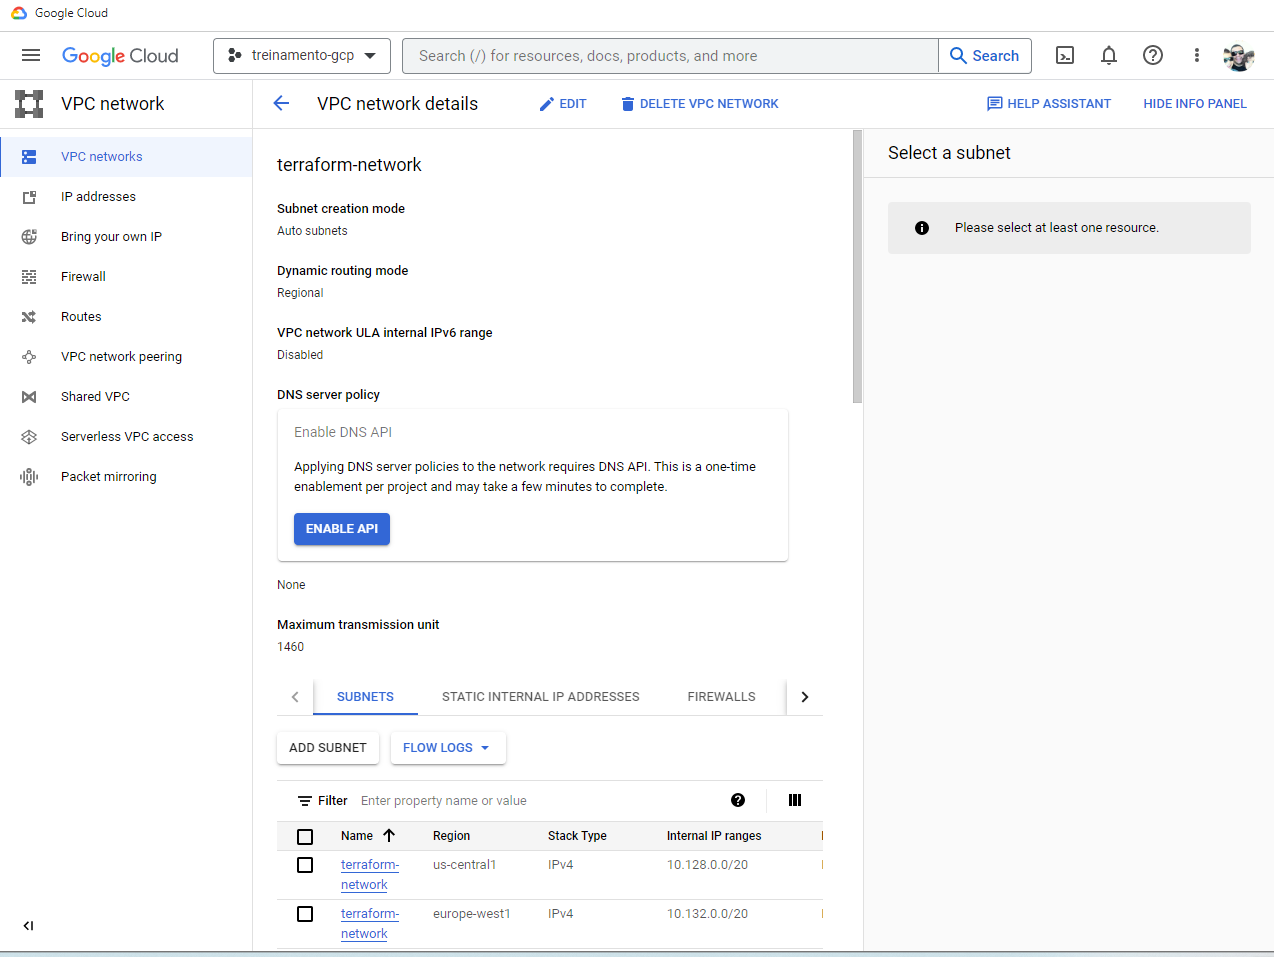 Google Cloud
Google Cloud
treinamento-gcp
Search (/) for resources, docs, products, and more
Search
VPC network
VPC network details
EDIT
DELETE VPC NETWORK
HELP ASSISTANT
HIDE INFO PANEL
VPC networks
IP addresses
Bring your own IP
Firewall
Routes
VPC network peering
Shared VPC
Serverless VPC access
Packet mirroring
terraform-network
Subnet creation mode
Auto subnets
Dynamic routing mode
Regional
VPC network ULA internal IPv6 range
Disabled
DNS server policy
Enable DNS API
Applying DNS server policies to the network requires DNS API. This is a one-time
enablement per project and may take a few minutes to complete.
ENABLE API
None
Maximum transmission unit
1460
SUBNETS
STATIC INTERNAL IP ADDRESSES
FIREWALLS
ADD SUBNET
FLOW LOGS
Filter
Enter property name or value
Name
Region
Stack Type
Internal IP ranges
terraform-
network
us-central1
IPv4
10.128.0.0/20
terraform-
network
europe-west1
IPv4
10.132.0.0/20
Select a subnet
Please select at least one resource.